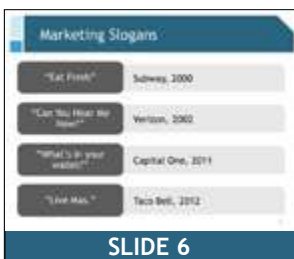 Marketing Slogans
"Eat Fresh"
Subway, 2000
"Can You Hear Me
Now?"
Verizon, 2002
"What's in your
wallet?"
Capital One, 2011
"Live Mas."
Taco Bell, 2012
SLIDE 6